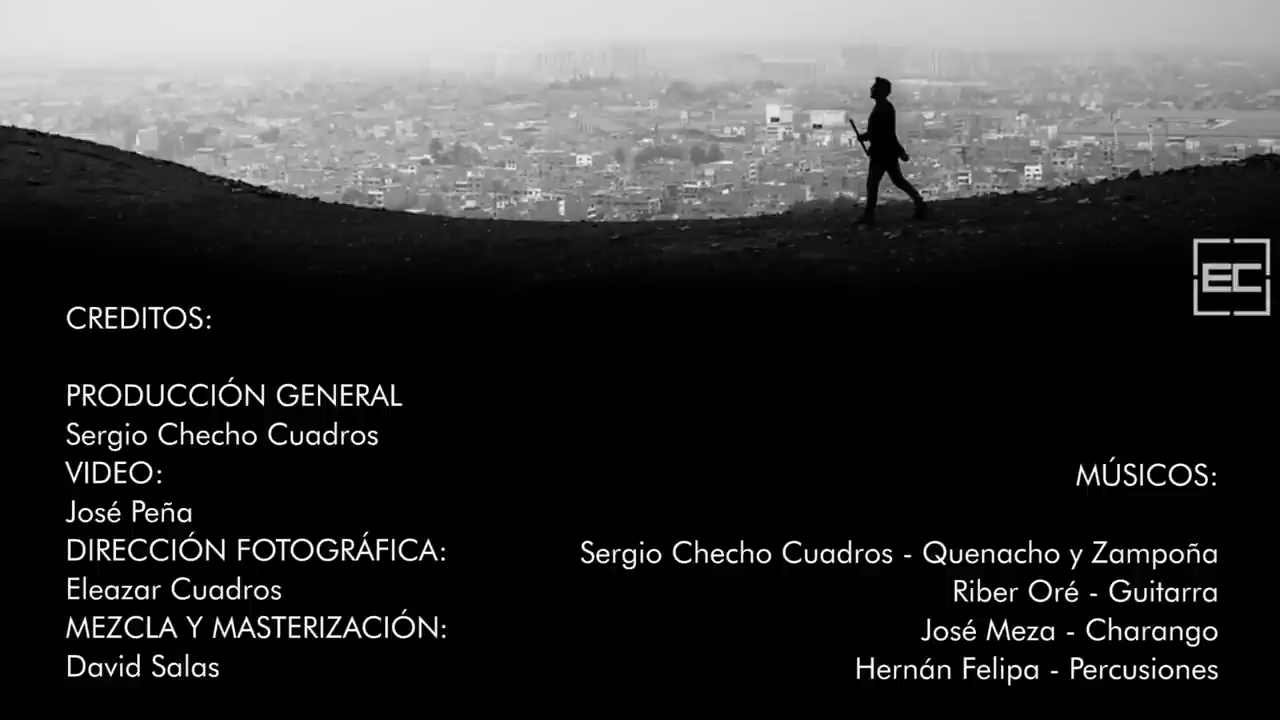 EC
CREDITOS:
PRODUCCIÓN GENERAL
Sergio Checho Cuadros
VIDEO:
José Peña
DIRECCIÓN FOTOGRÁFICA:
Eleazar Cuadros
MEZCLA Y MASTERIZACIÓN:
David Salas
MÚSICOS:
Sergio Checho Cuadros - Quenacho y Zampoña
Riber Oré - Guitarra
José Meza - Charango
Hernán Felipa - Percusiones